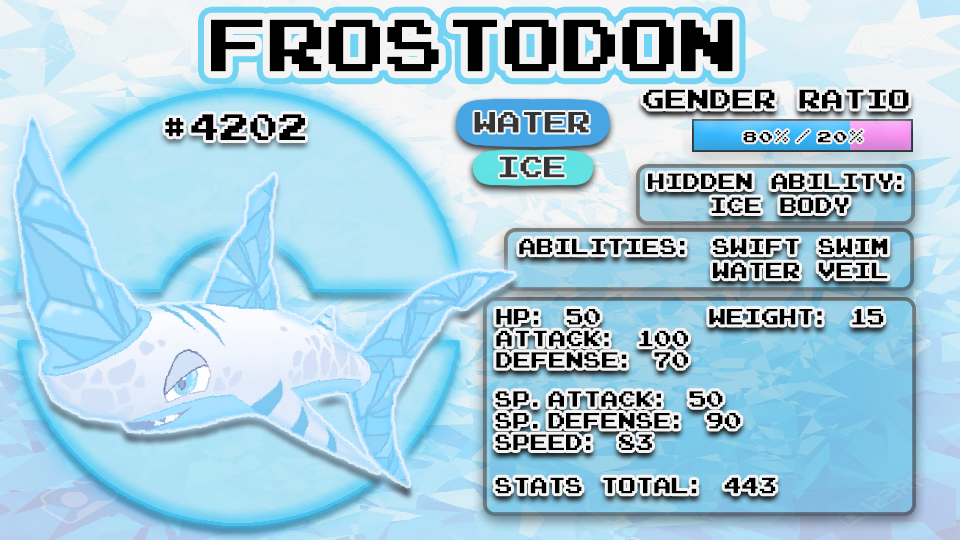 FROSTODON
#4202
WATER
ICE
GENDER RATIO
80%/20%
HIDDEN ABILITY:
ICE BODY
ABILITIES: SWIFT SWIM
WATER VEIL
HP: 50 WEIGHT: 15
ATTACK: 100
DEFENSE: 70
SP.ATTACK: 50
SP.DEFENSE: 90
SPEED: 83
STATS TOTAL: 443